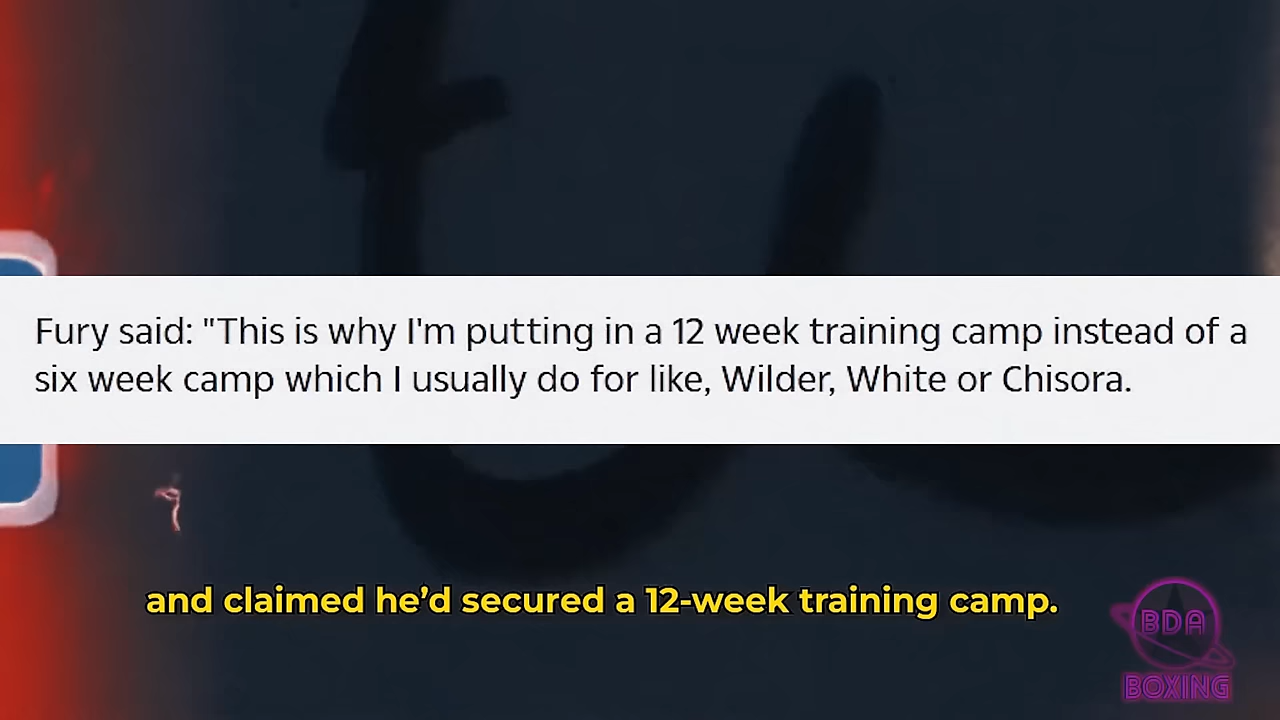 Fury said: "This is why I'm putting in a 12 week training camp instead of a
six week camp which I usually do for like, Wilder, White or Chisora.
and claimed he’d secured a 12-week training camp.
BDA
BOXING